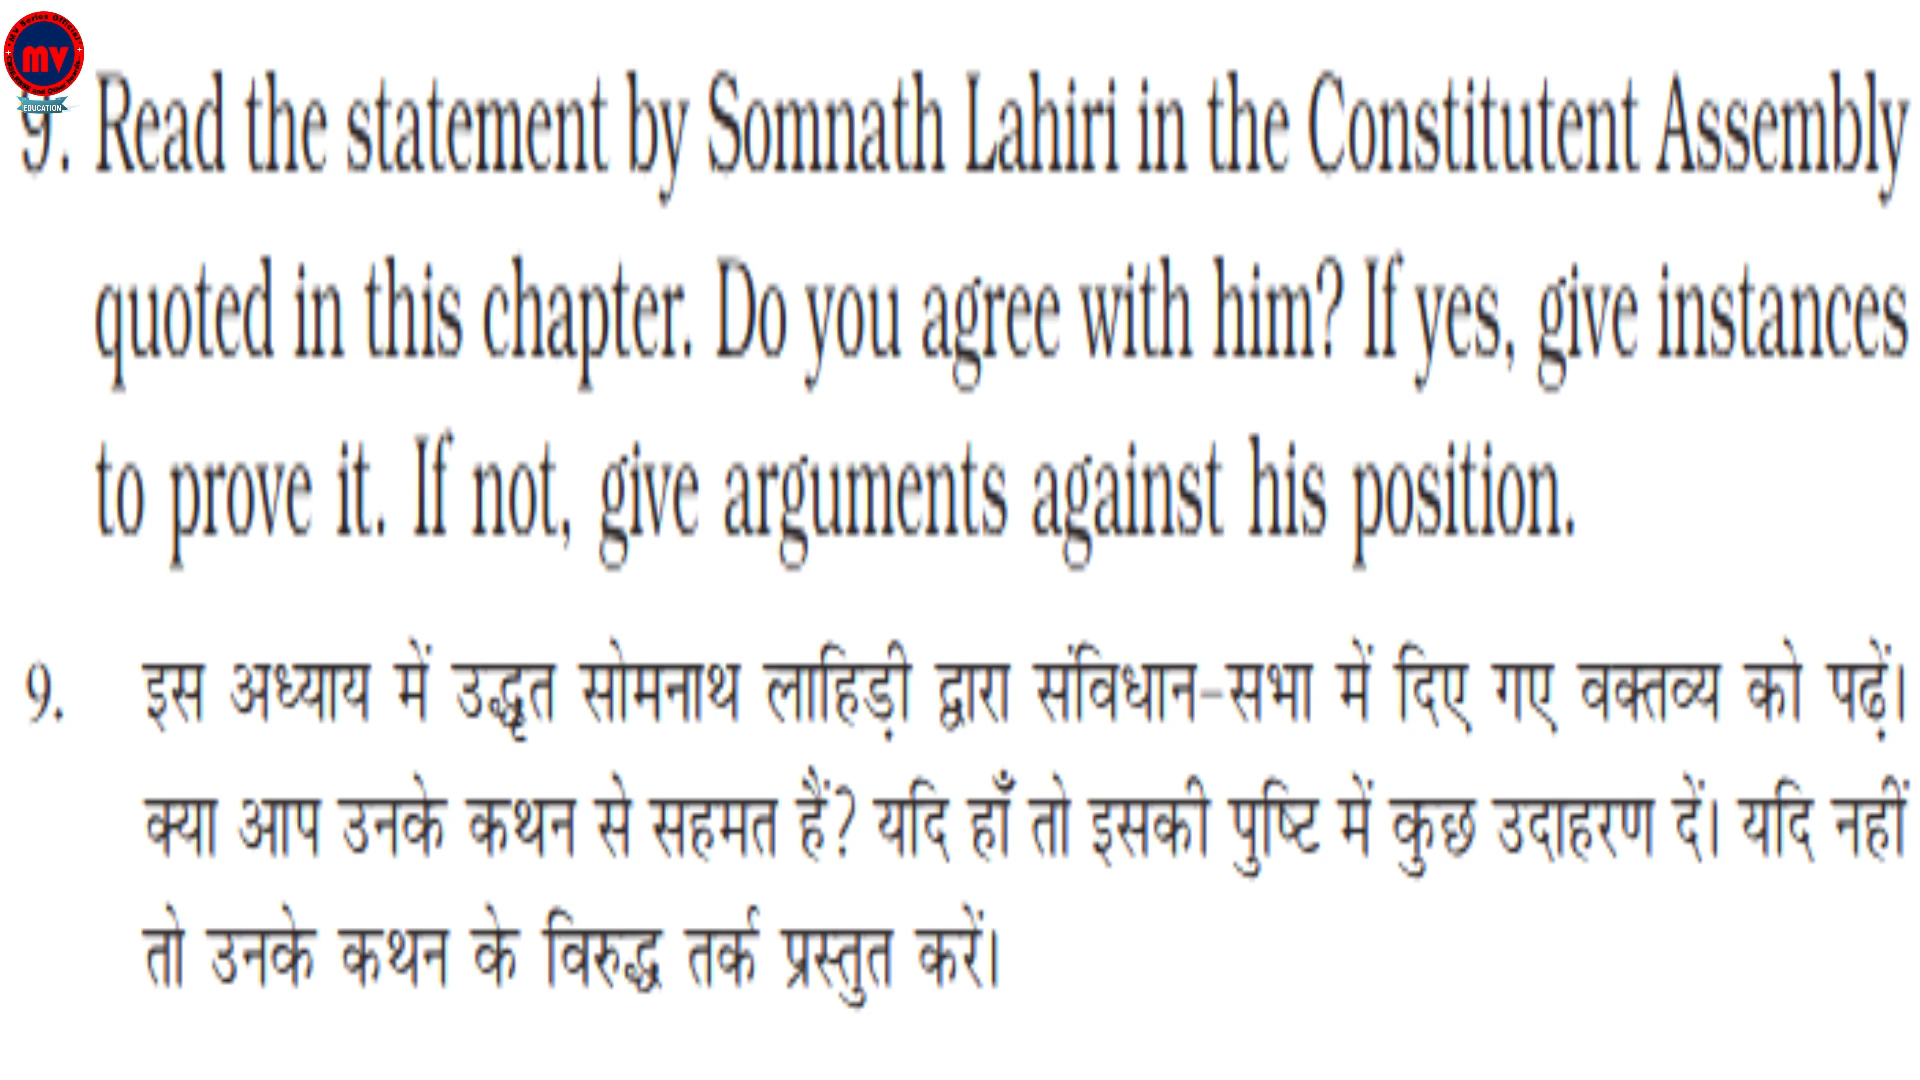 mv
EDUCATION
9. Read the statement by Somnath Lahiri in the Constitutent Assembly
quoted in this chapter. Do you agree with him? If yes, give instances
to prove it. If not, give arguments against his position.
9. इस अध्याय में उद्धृत सोमनाथ लाहिड़ी द्वारा संविधान-सभा में दिए गए वक्तव्य को पढ़ें।
क्या आप उनके कथन से सहमत हैं? यदि हाँ तो इसकी पुष्टि में कुछ उदाहरण दें। यदि नहीं
तो उनके कथन के विरुद्ध तर्क प्रस्तुत करें।